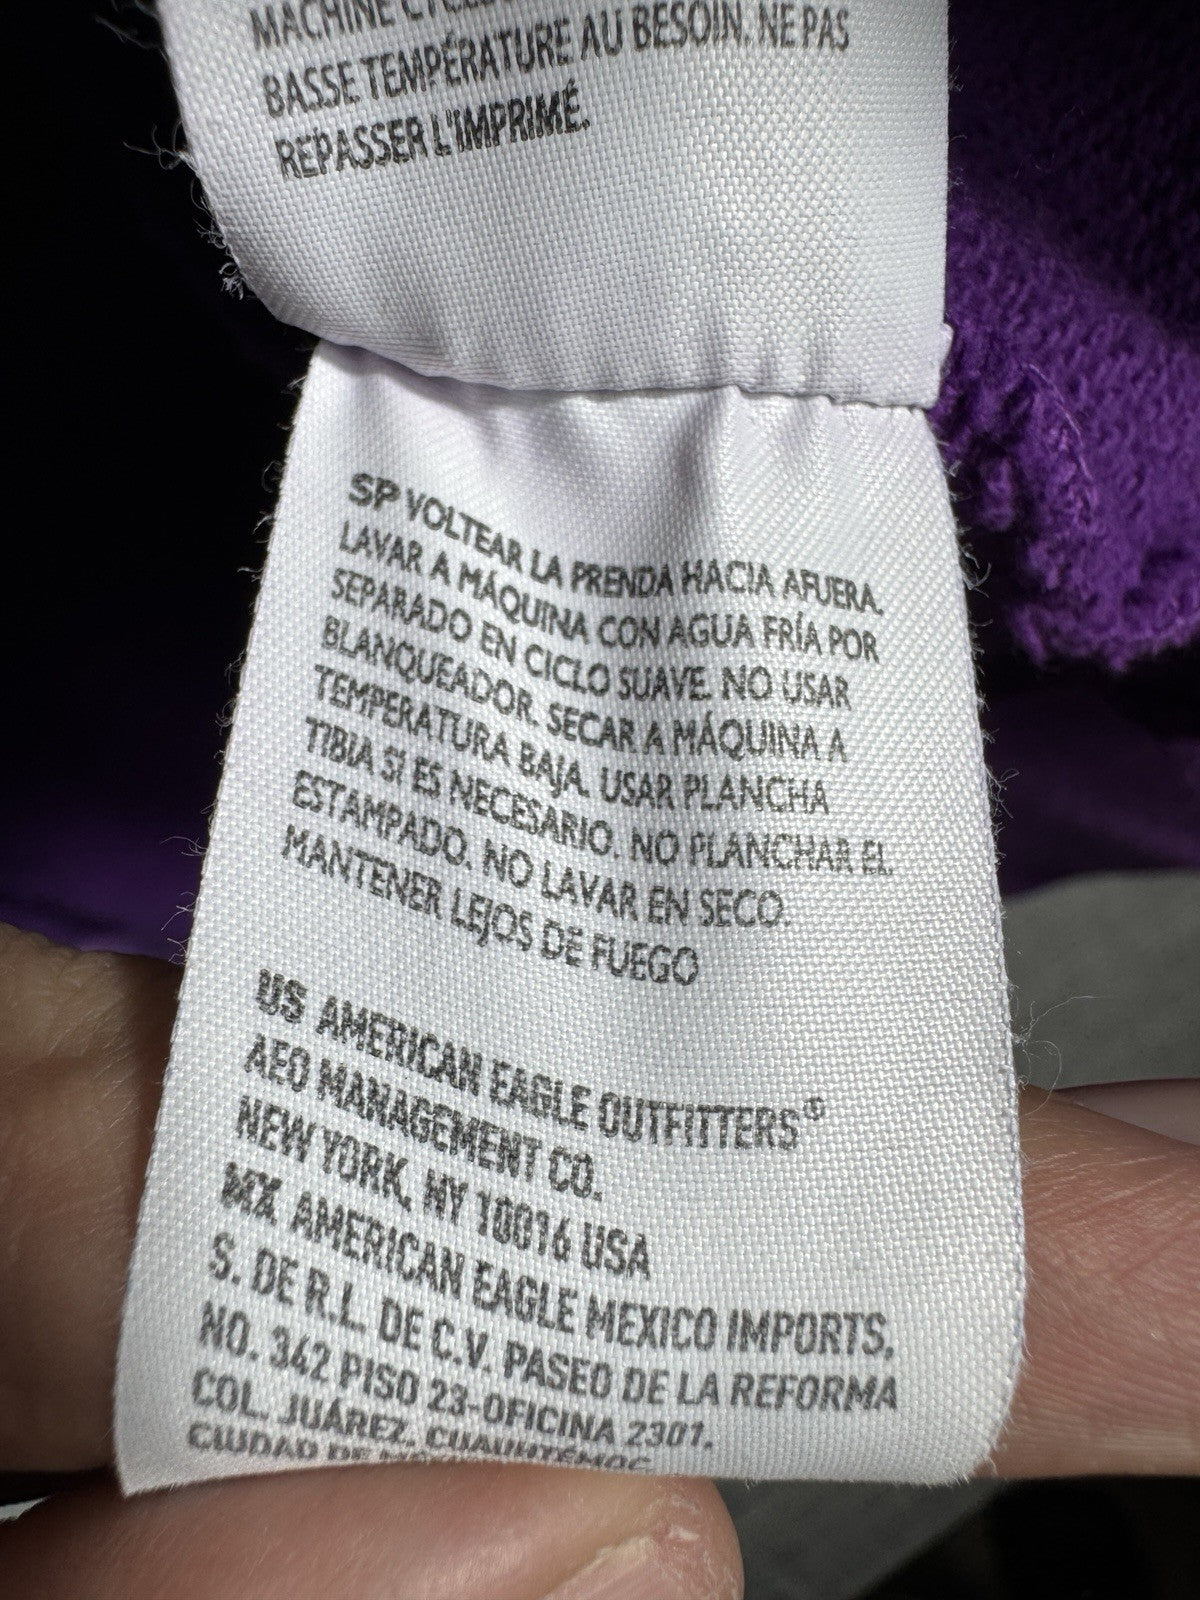 MACHINE CYCLE
BASSE TEMPÉRATURE AU BESOIN. NE PAS
REPASSER L'IMPRIMÉ.
SP VOLTEAR LA PRENDA HACIA AFUERA.
LAVAR A MÁQUINA CON AGUA FRÍA POR
SEPARADO EN CICLO SUAVE. NO USAR
BLANQUEADOR. SECAR A MÁQUINA A
TEMPERATURA BAJA. USAR PLANCHA
TIBIA SI ES NECESARIO. NO PLANCHAR EL
ESTAMPADO. NO LAVAR EN SECO.
MANTENER LEJOS DE FUEGO
US AMERICAN EAGLE OUTFITTERS®
AEO MANAGEMENT CO.
NEW YORK, NY 10016 USA
MX AMERICAN EAGLE MEXICO IMPORTS,
S. DE R.L. DE C.V. PASEO DE LA REFORMA
NO. 342 PISO 23-OFICINA 2301.
COL. JUÁREZ. CUAUHTÉMOC
CIUDAD DE